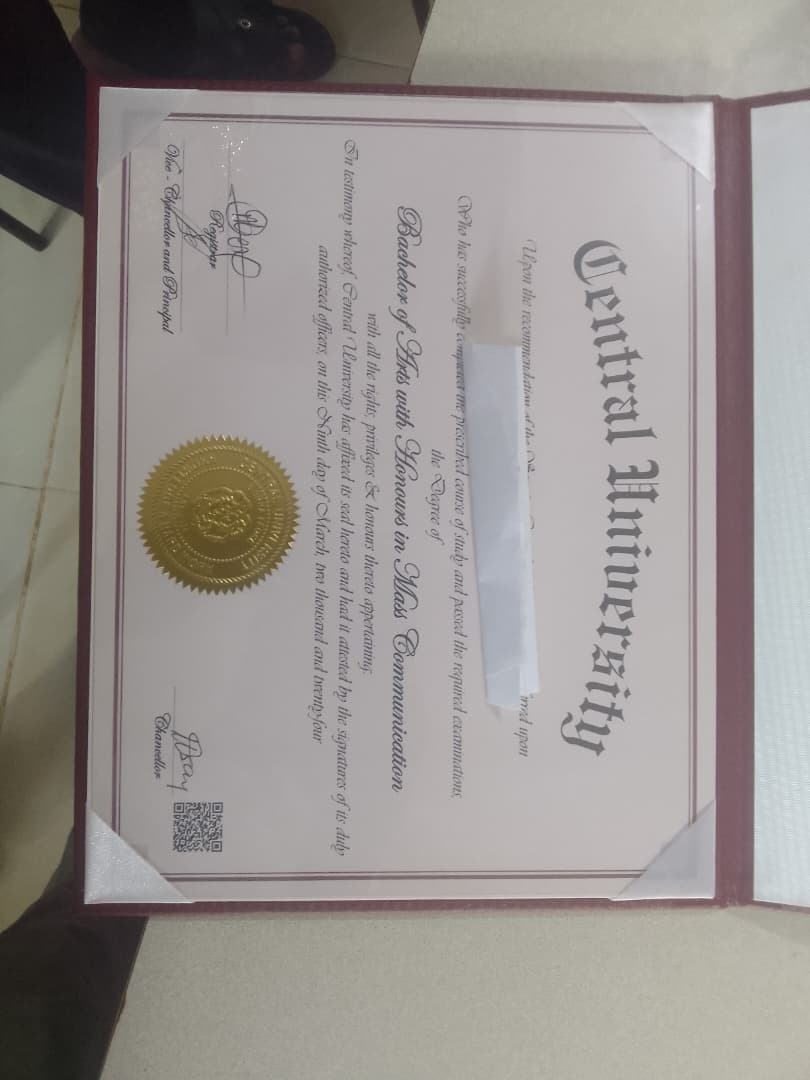 Central University
Upon the recommendation of the
upon
Who has successfully completed the prescribed course of study and passed the required examinations,
the Degree of
Bachelor of Arts with Honours in Mass Communication
with all the rights, privileges & honours thereto appertaining.
In testimony whereof, Central University has affixed its seal hereto and had it attested by the signatures of its duly
authorized officers, on this Ninth day of March, two thousand and twenty-four
Registrar
Vice - Chancellor and Principal
Chancellor
CENTRAL UNIVERSITY